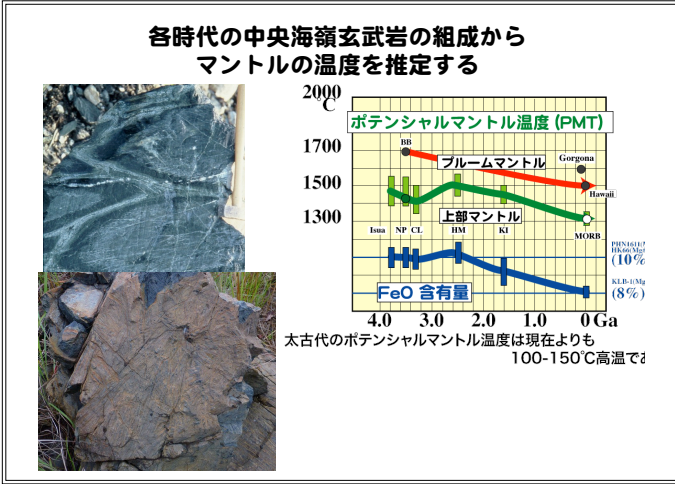 各時代の中央海嶺玄武岩の組成から
マントルの温度を推定する
2000
℃
ポテンシャルマントル温度 (PMT)
1700
BB
プルームマントル
Gorgona
1500
Hawaii
1300
上部マントル
Isua NP CL HM KI MORB
(10%
KLB-1(Mg
FeO 含有量
(8%)
4.0 3.0 2.0 1.0 0 Ga
太古代のポテンシャルマントル温度は現在よりも
100-150℃高温で